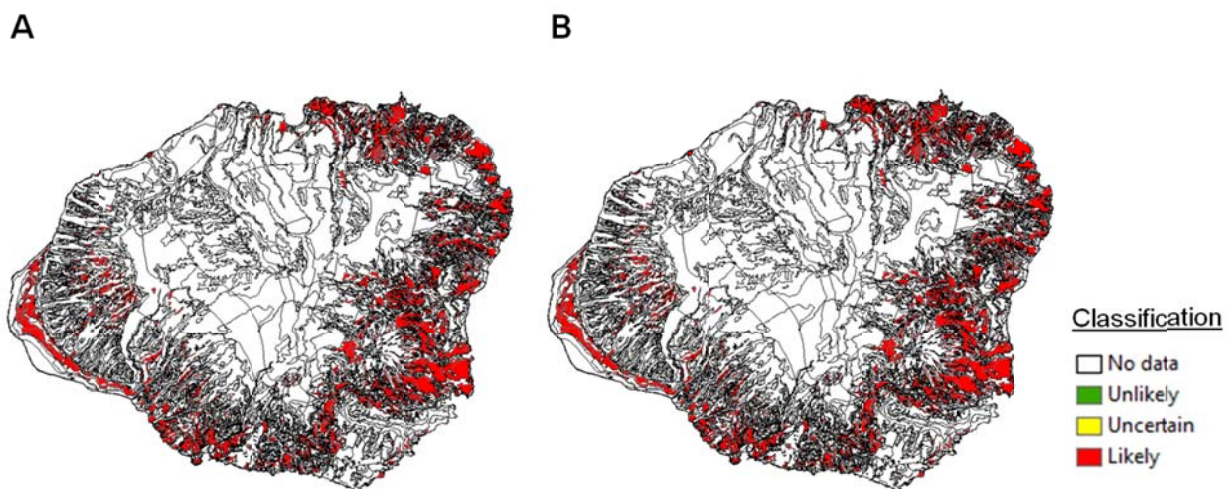 A
B
Classification
No data
Unlikely
Uncertain
Likely